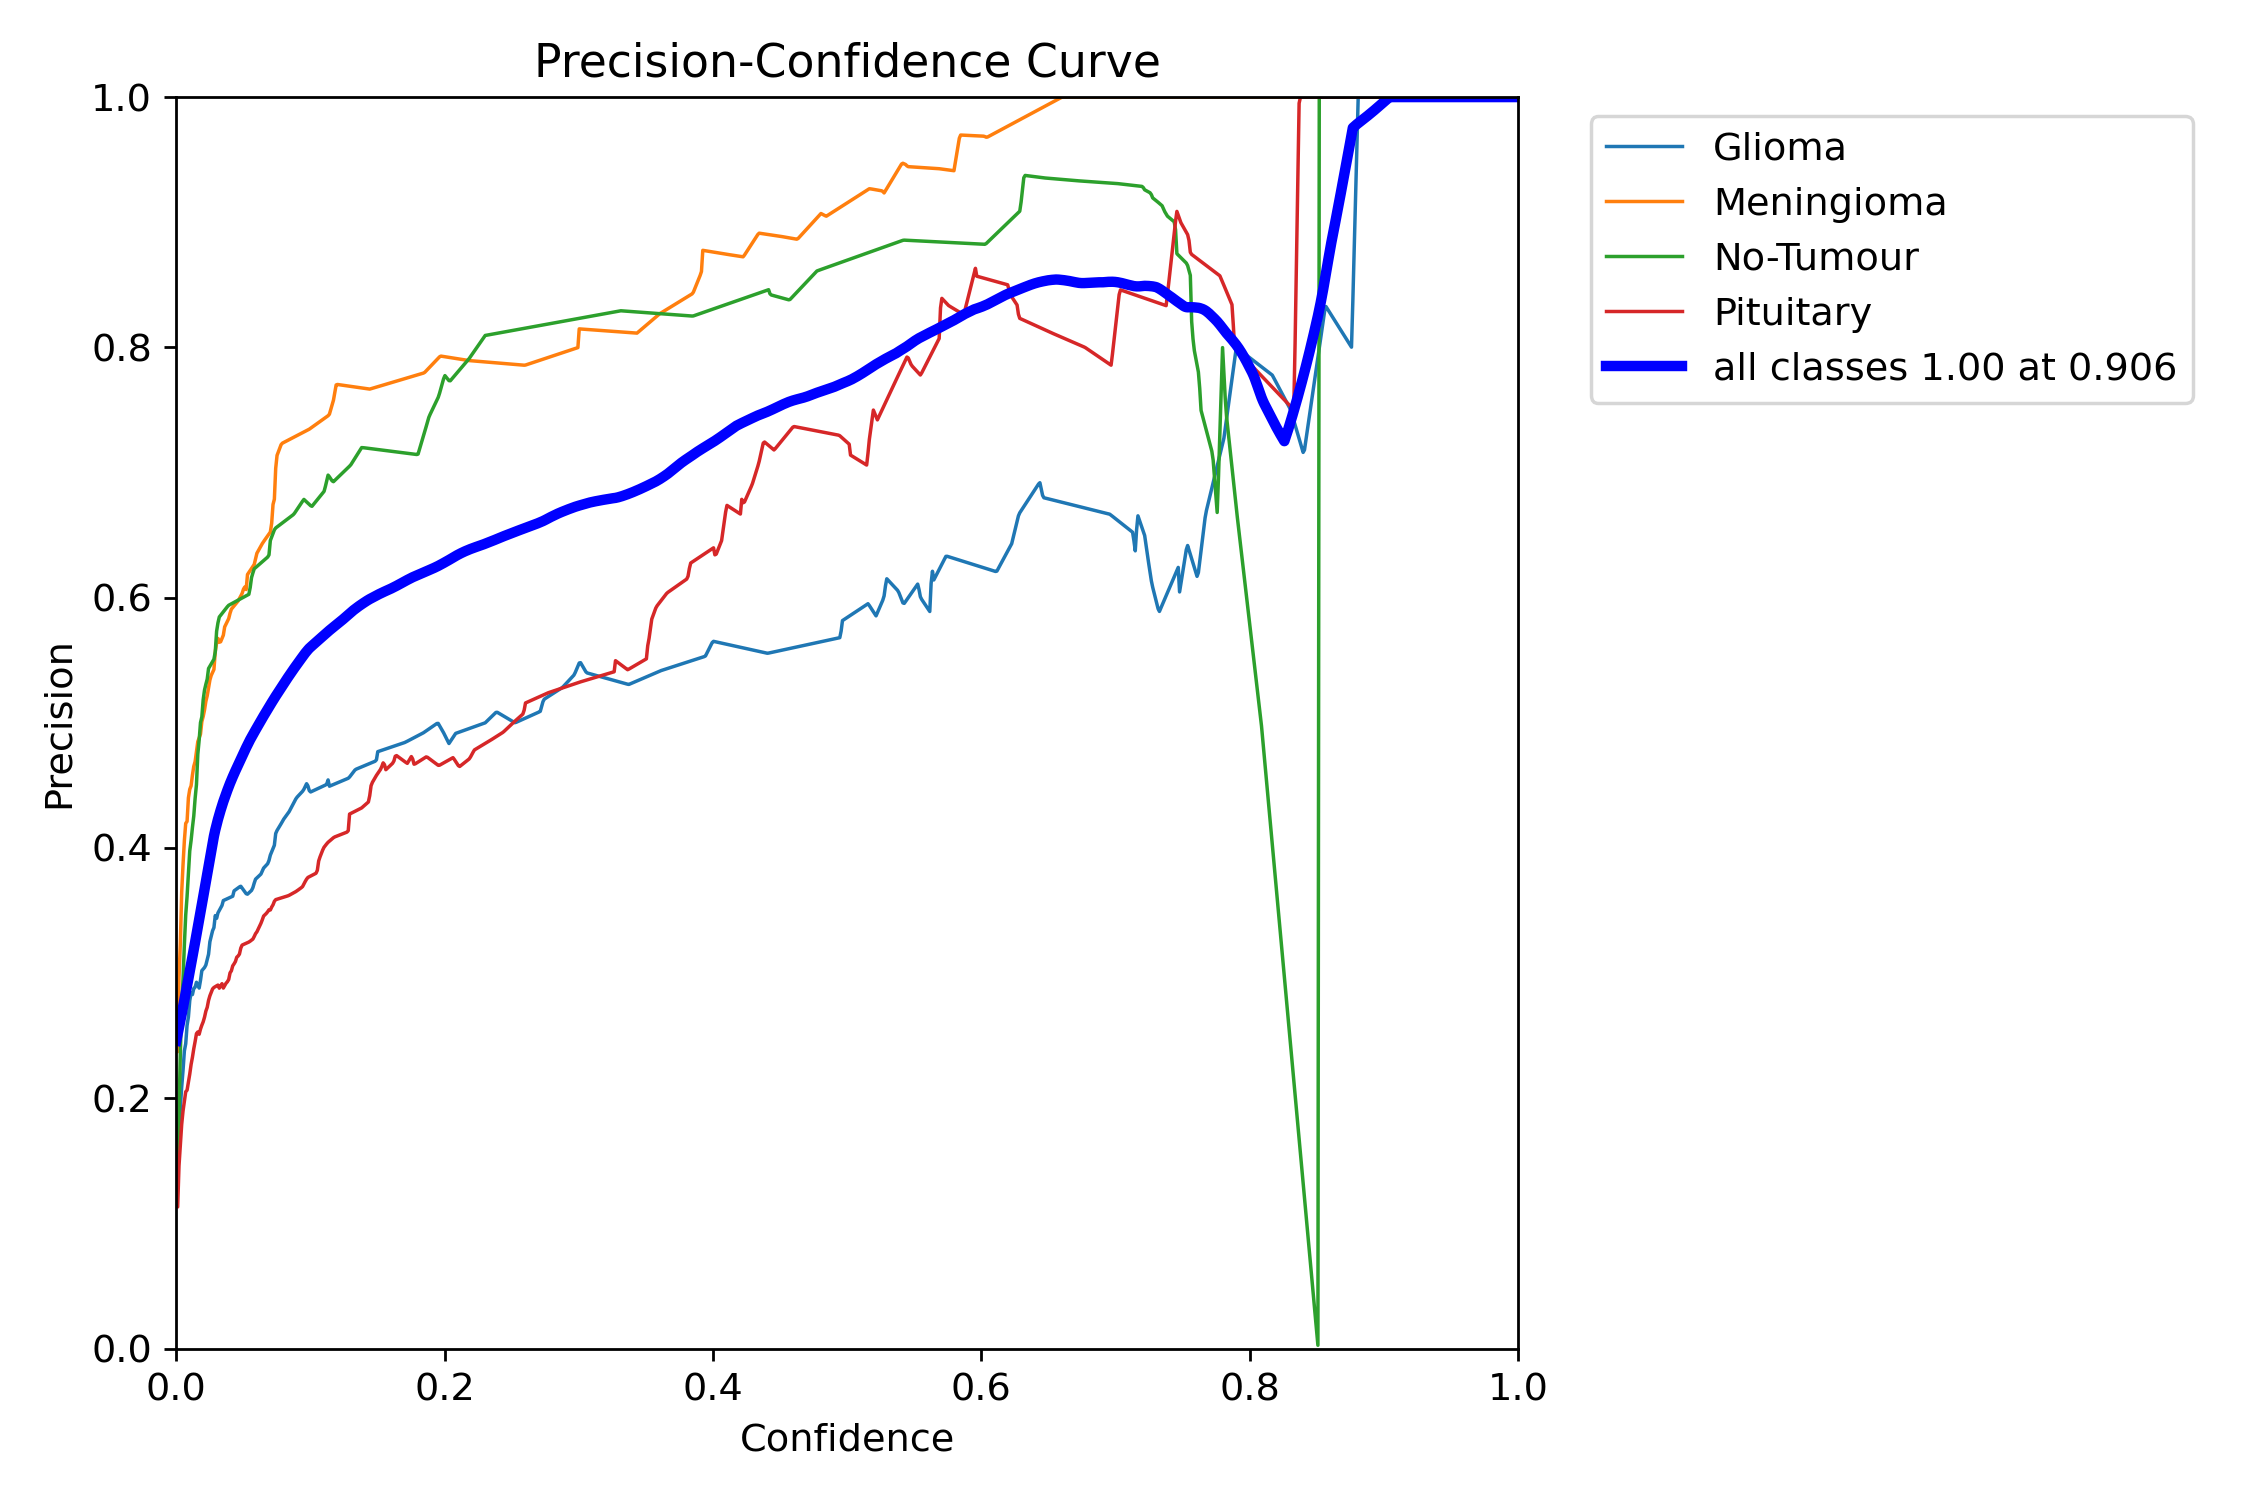 Precision-Confidence Curve
1.0
0.8
0.6
0.4
0.2
0.0
Precision
0.0 0.2 0.4 0.6 0.8 1.0
Confidence
Glioma
Meningioma
No-Tumour
Pituitary
all classes 1.00 at 0.906